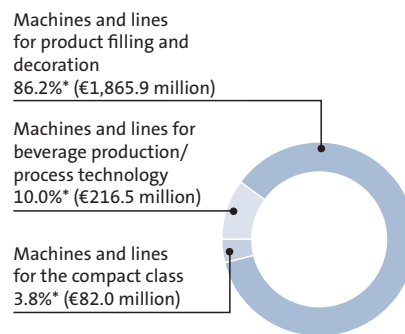 Machines and lines
for product filling and
decoration
86.2%* (€1,865.9 million)
Machines and lines for
beverage production/
process technology
10.0%* (€216.5 million)
Machines and lines
for the compact class
3.8%* (€82.0 million)